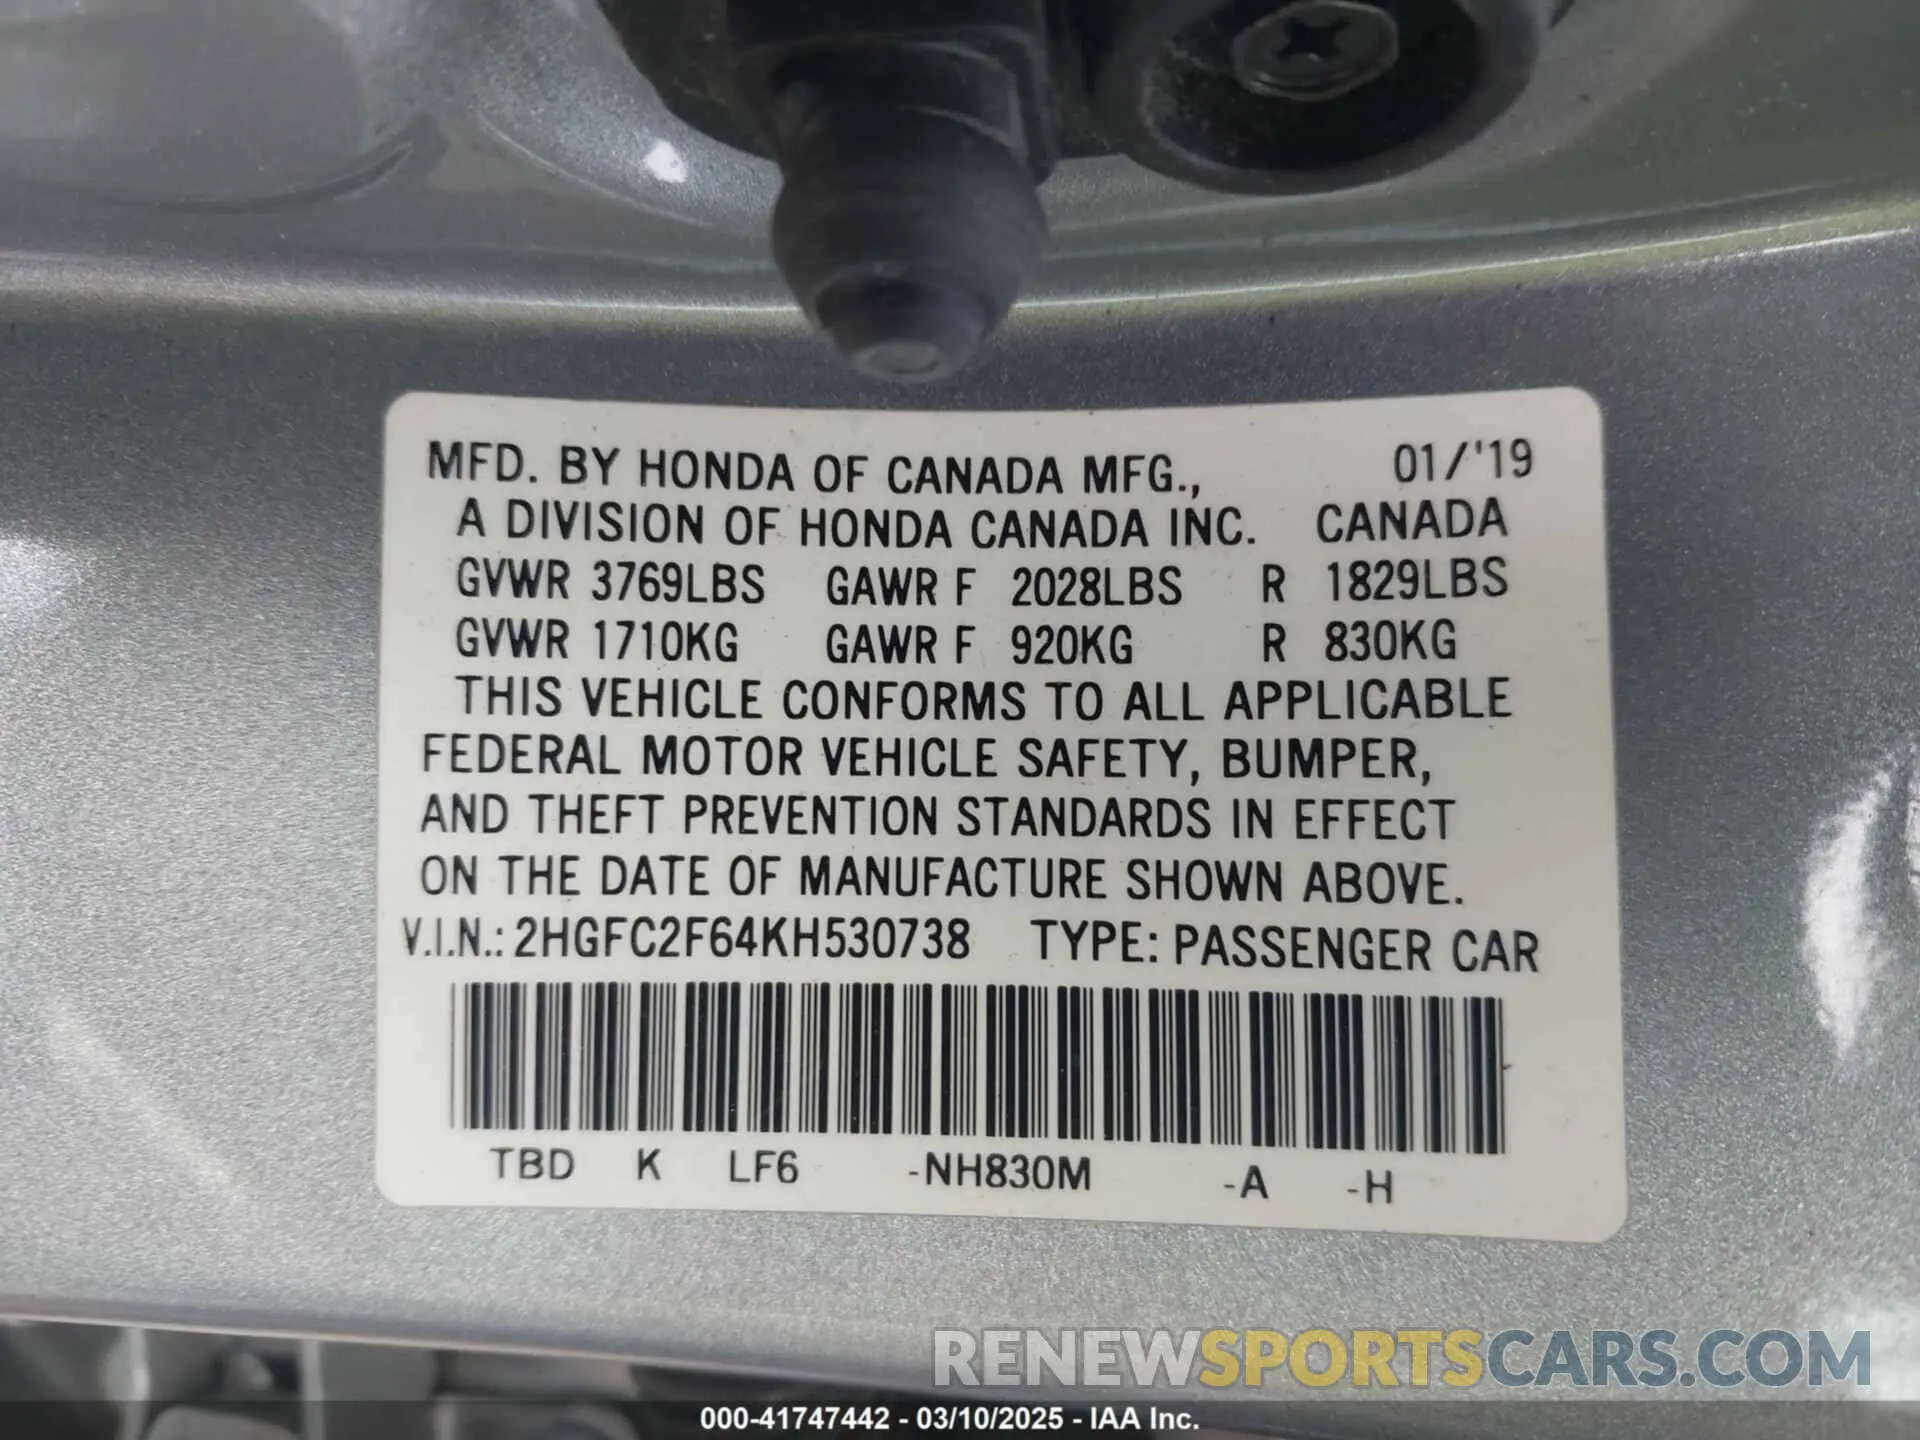 MFD. BY HONDA OF CANADA MFG., 01/'19
A DIVISION OF HONDA CANADA INC. CANADA
GVWR 3769LBS GAWR F 2028LBS R 1829LBS
GVWR 1710KG GAWR F 920KG R 830KG
THIS VEHICLE CONFORMS TO ALL APPLICABLE
FEDERAL MOTOR VEHICLE SAFETY, BUMPER,
AND THEFT PREVENTION STANDARDS IN EFFECT
ON THE DATE OF MANUFACTURE SHOWN ABOVE.
V.I.N.: 2HGFC2F64KH530738 TYPE: PASSENGER CAR
TBD K LF6 -NH830M -A -H
RENEWSPORTSCARS.COM
000-41747442 - 03/10/2025 - IAA Inc.